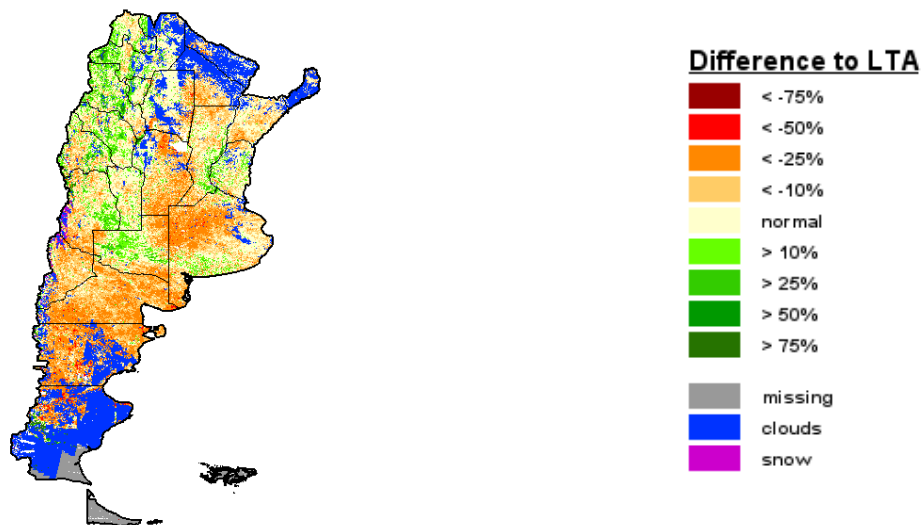 Difference to LTA
< -75%
< -50%
< -25%
< -10%
normal
> 10%
> 25%
> 50%
> 75%
missing
clouds
snow